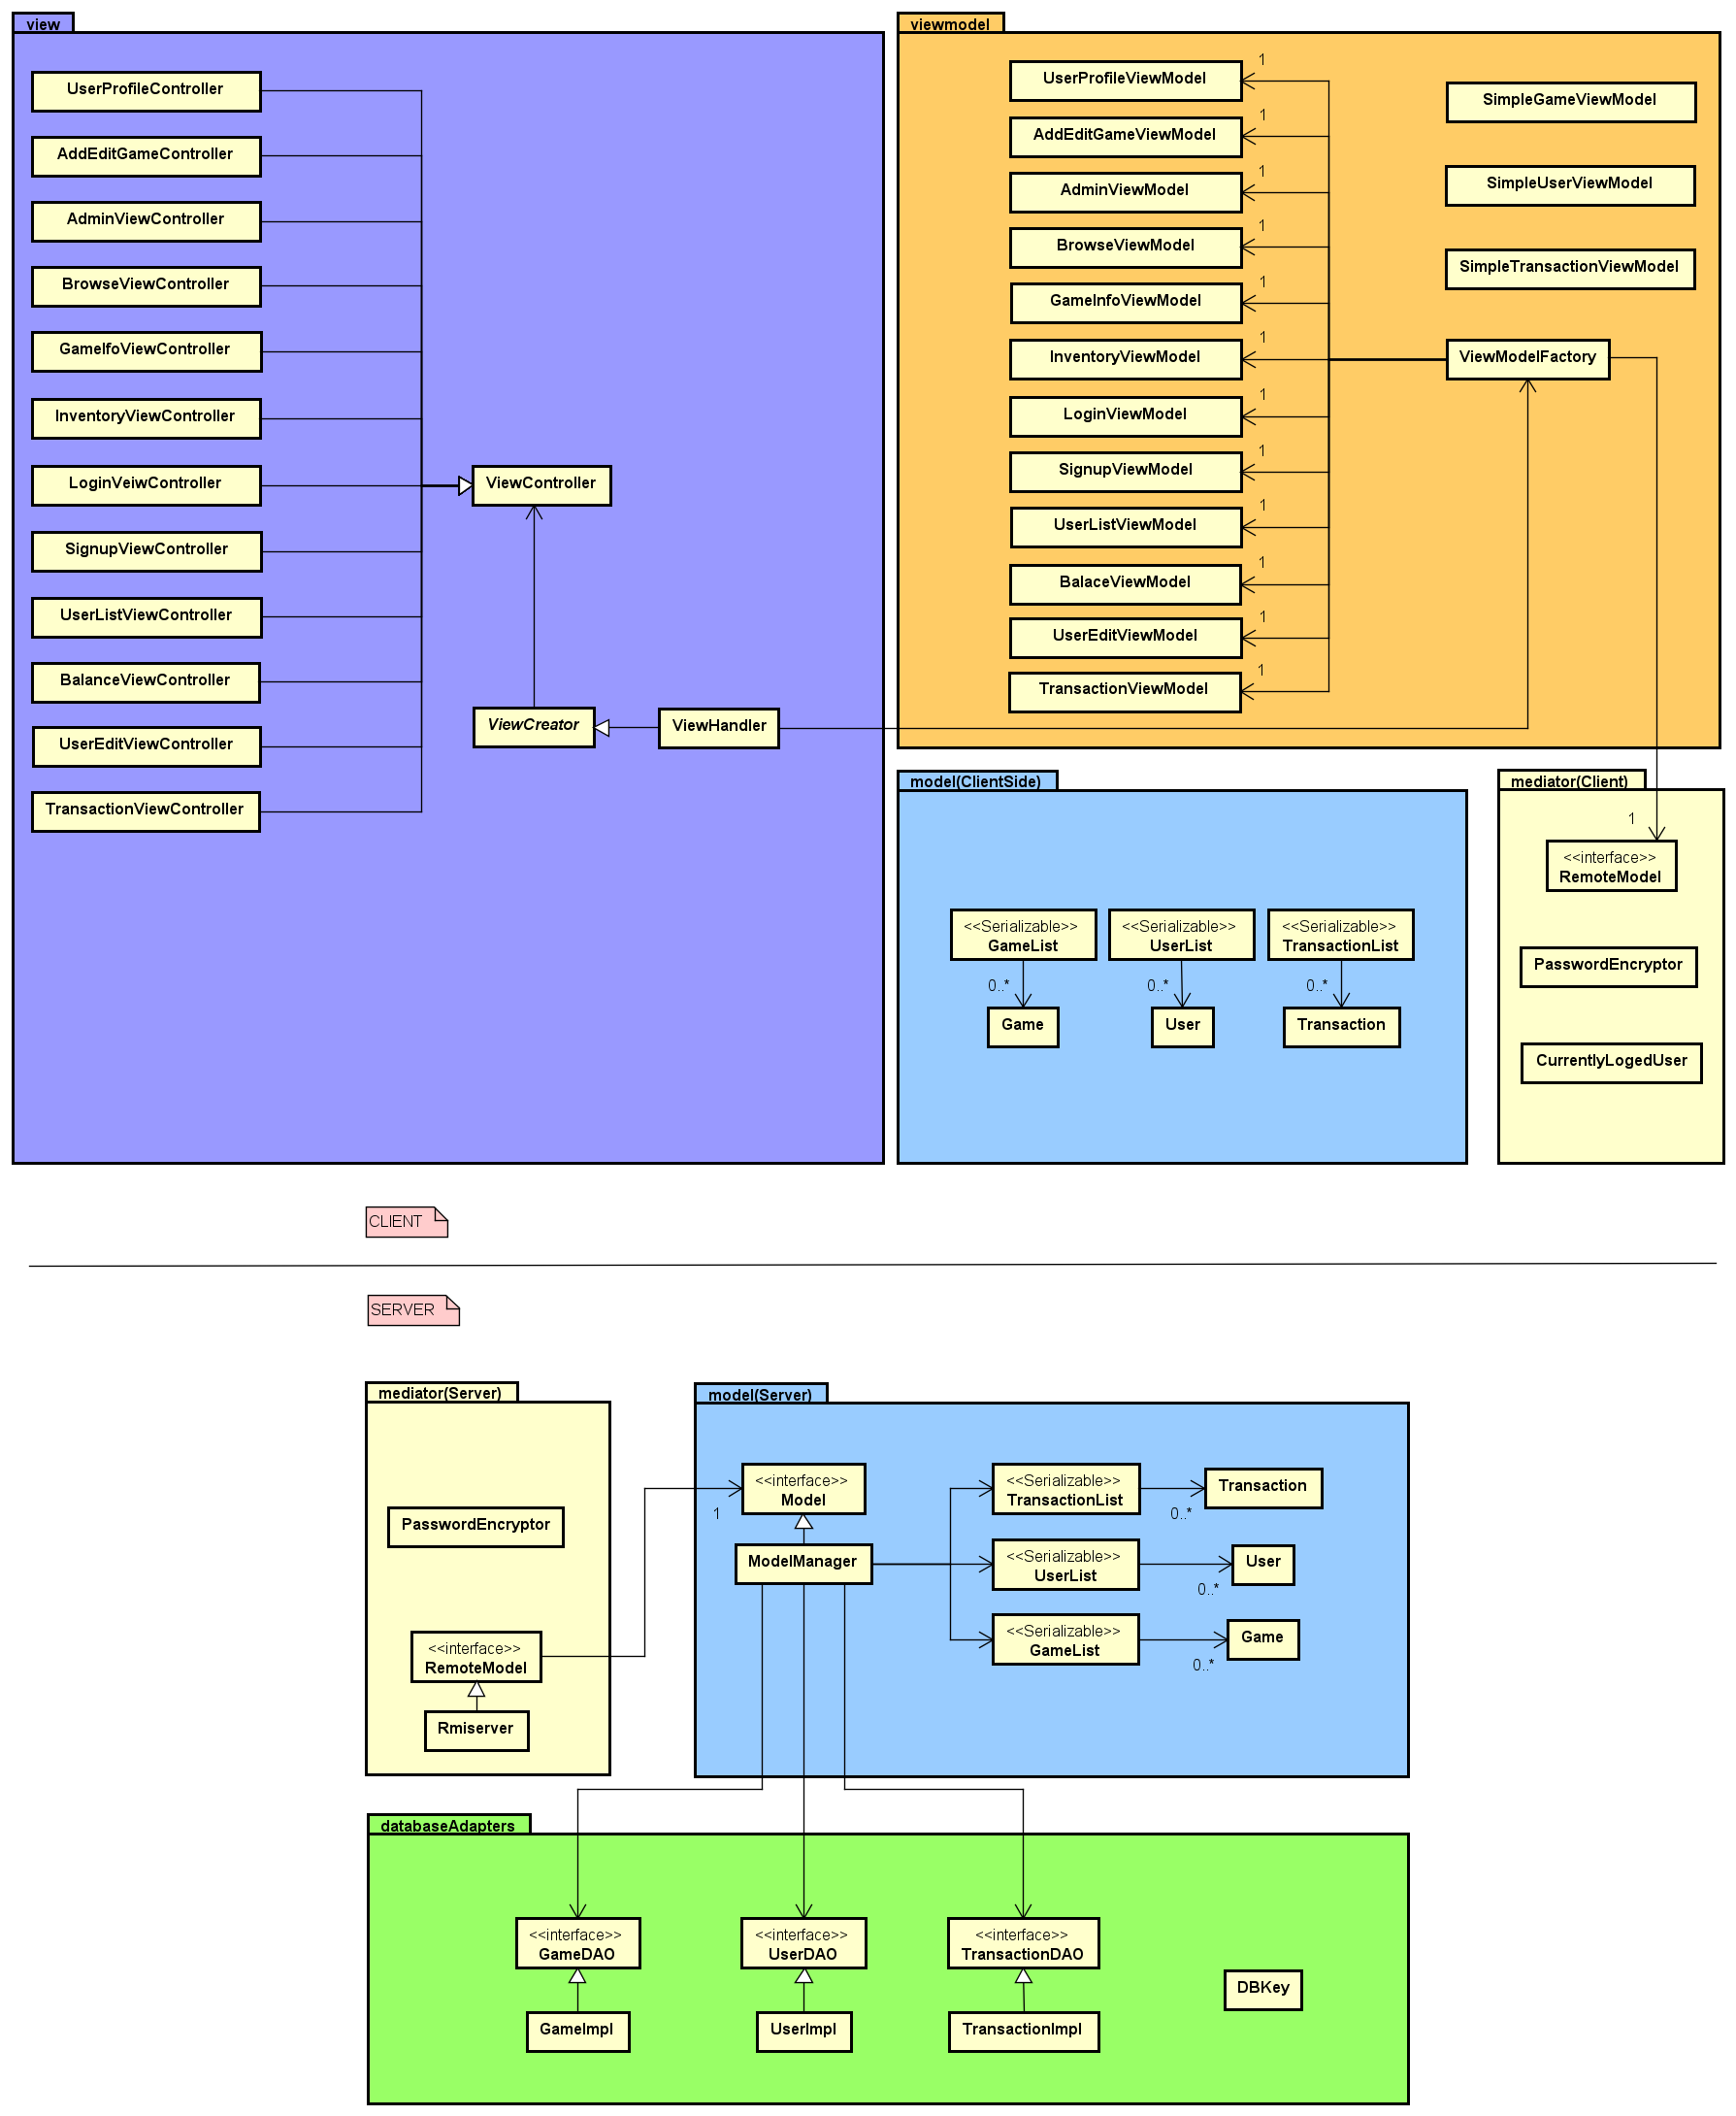 view
UserProfileController
AddEditGameController
AdminViewController
BrowseViewController
GameIfoViewController
InventoryViewController
LoginVeiwController
SignupViewController
UserListViewController
BalanceViewController
UserEditViewController
TransactionViewController
ViewController
ViewCreator
ViewHandler
viewmodel
UserProfileViewModel
1
AddEditGameViewModel
1
AdminViewModel
1
BrowseViewModel
1
GameInfoViewModel
1
InventoryViewModel
1
LoginViewModel
1
SignupViewModel
1
UserListViewModel
1
BalaceViewModel
1
UserEditViewModel
1
TransactionViewModel
1
SimpleGameViewModel
SimpleUserViewModel
SimpleTransactionViewModel
ViewModelFactory
model(ClientSide)
<<Serializable>>
GameList
0..*
Game
<<Serializable>>
UserList
0..*
User
<<Serializable>>
TransactionList
0..*
Transaction
mediator(Client)
1
<<interface>>
RemoteModel
PasswordEncryptor
CurrentlyLogedUser
CLIENT
SERVER
mediator(Server)
PasswordEncryptor
<<interface>>
RemoteModel
Rmiserver
model(Server)
1
<<interface>>
Model
ModelManager
<<Serializable>>
TransactionList
0..*
Transaction
<<Serializable>>
UserList
0..*
User
<<Serializable>>
GameList
0..*
Game
databaseAdapters
<<interface>>
GameDAO
GameImpl
<<interface>>
UserDAO
UserImpl
<<interface>>
TransactionDAO
TransactionImpl
DBKey